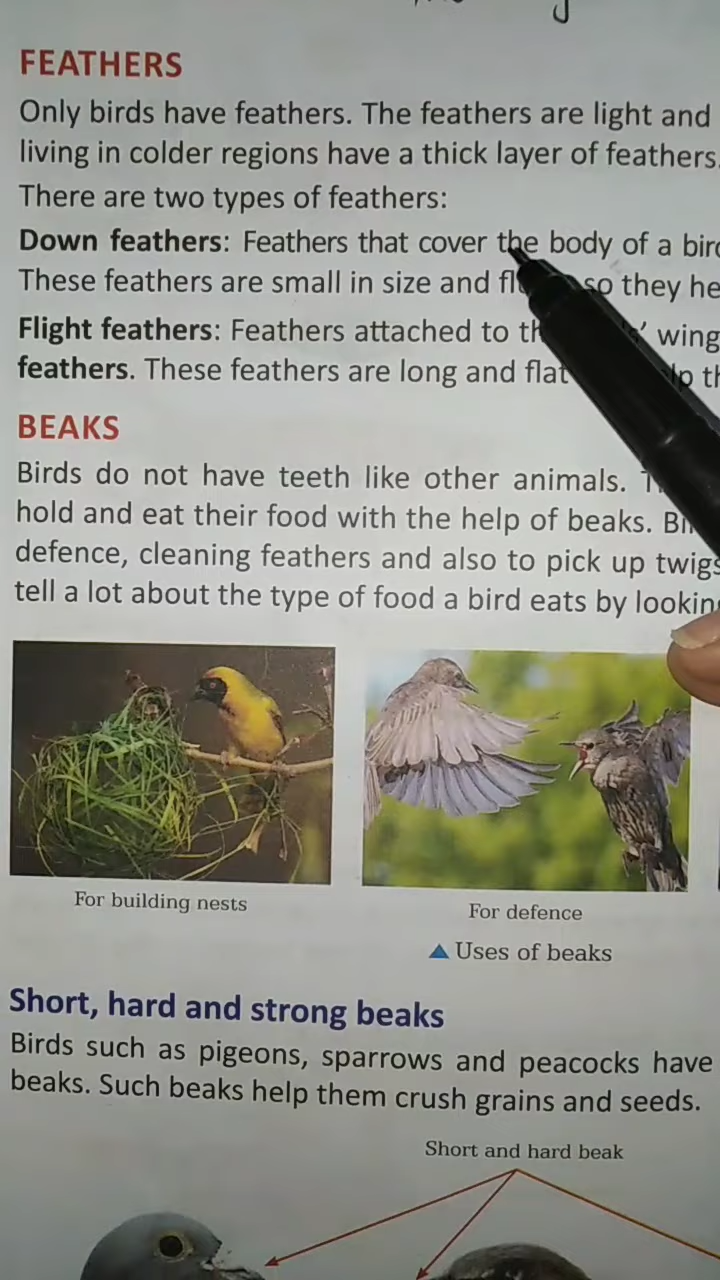 FEATHERS
Only birds have feathers. The feathers are light and
living in colder regions have a thick layer of feathers.
There are two types of feathers:
Down feathers: Feathers that cover the body of a
These feathers are small in size and so they
Flight feathers: Feathers attached to wing
feathers. These feathers are long and flat
BEAKS
Birds do not have teeth like other animals.
hold and eat their food with the help of beaks.
defence, cleaning feathers and also to pick up twigs
tell a lot about the type of food a bird eats by
For building nests
For defence
▲ Uses of beaks
Short, hard and strong beaks
Birds such as pigeons, sparrows and peacocks have
beaks. Such beaks help them crush grains and seeds.
Short and hard beak